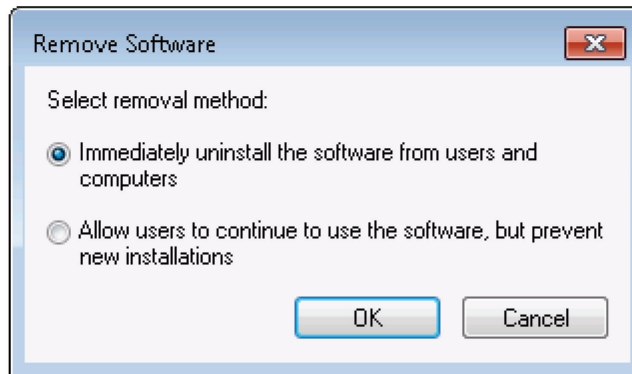 Remove Software
Select removal method:
Immediately uninstall the software from users and
computers
Allow users to continue to use the software, but prevent
new installations
OK Cancel